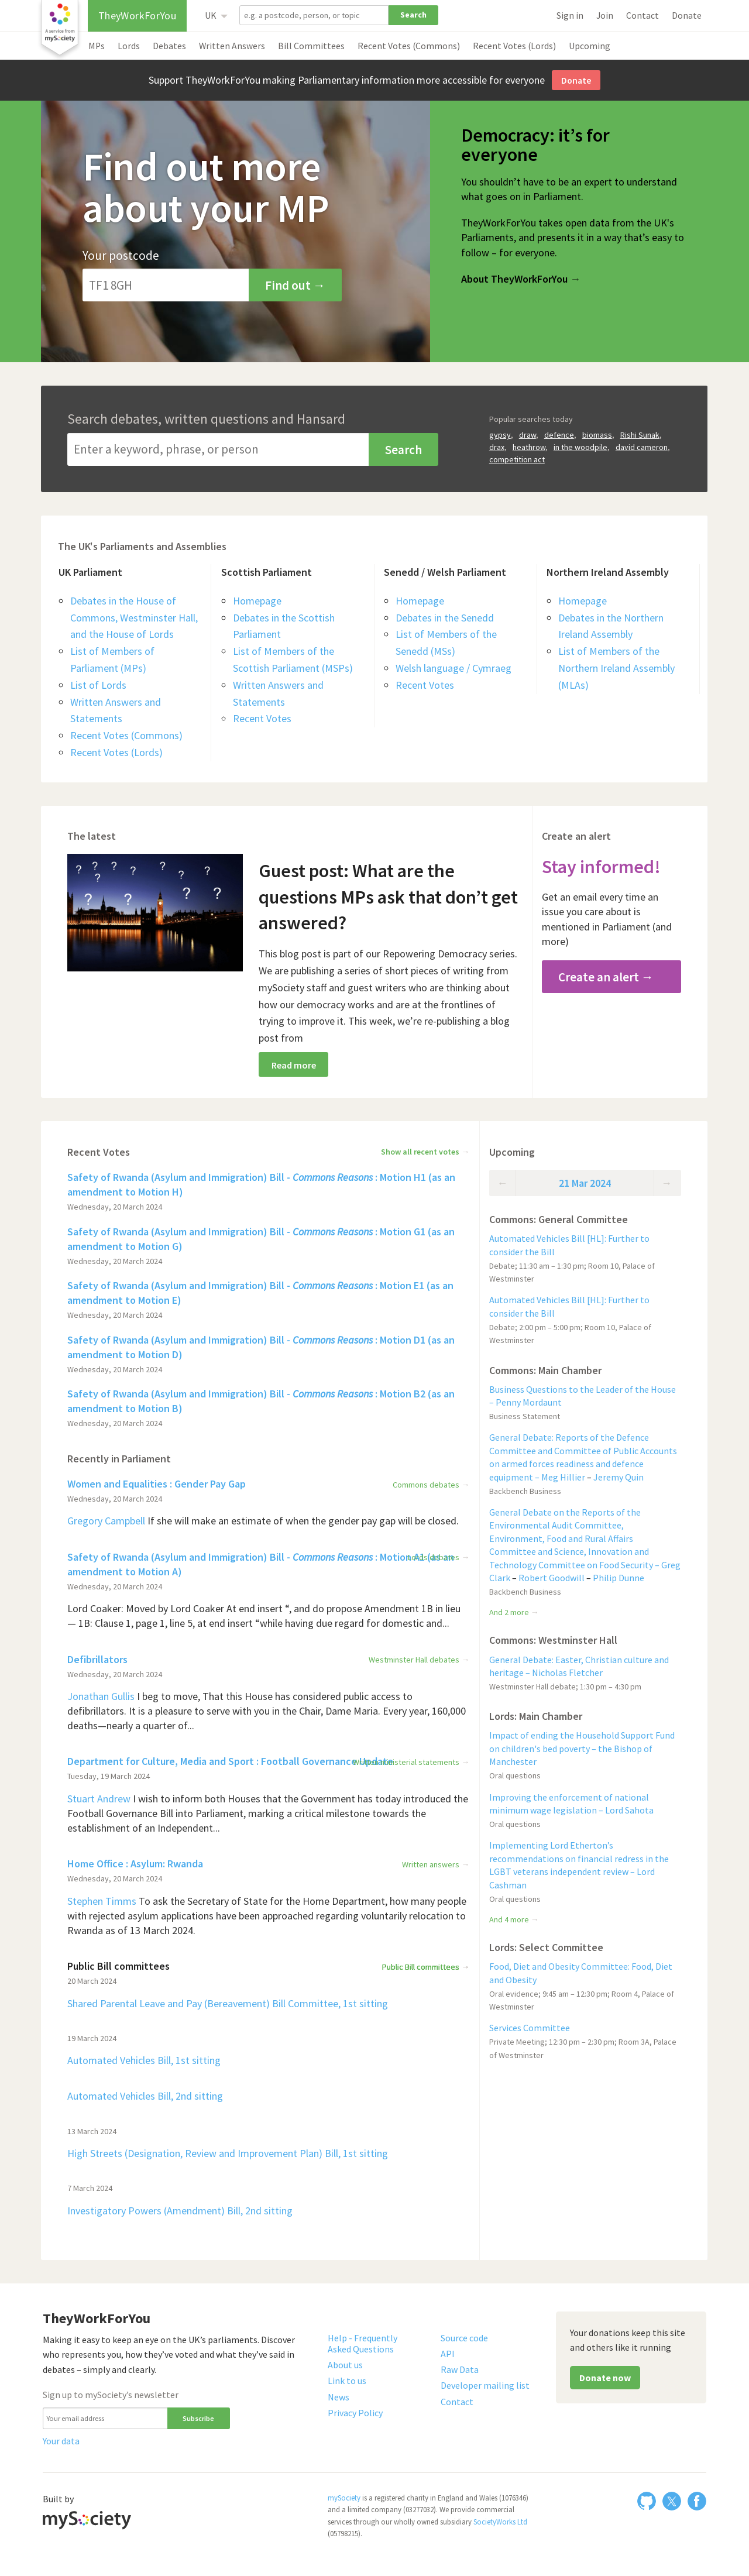 A service from
mySociety
TheyWorkForYou
UK
e.g. a postcode, person, or topic
Search
Sign in
Join
Contact
Donate
MPs
Lords
Debates
Written Answers
Bill Committees
Recent Votes (Commons)
Recent Votes (Lords)
Upcoming
Support TheyWorkForYou making Parliamentary information more accessible for everyone
Donate
Find out more
about your MP
Your postcode
TF1 8GH
Find out →
Democracy: it’s for
everyone
You shouldn’t have to be an expert to understand
what goes on in Parliament.
TheyWorkForYou takes open data from the UK's
Parliaments, and presents it in a way that’s easy to
follow – for everyone.
About TheyWorkForYou →
Search debates, written questions and Hansard
Enter a keyword, phrase, or person
Search
Popular searches today
gypsy, draw, defence, biomass, Rishi Sunak,
drax, heathrow, in the woodpile, david cameron,
competition act
The UK's Parliaments and Assemblies
UK Parliament
Debates in the House of
Commons, Westminster Hall,
and the House of Lords
List of Members of
Parliament (MPs)
List of Lords
Written Answers and
Statements
Recent Votes (Commons)
Recent Votes (Lords)
Scottish Parliament
Homepage
Debates in the Scottish
Parliament
List of Members of the
Scottish Parliament (MSPs)
Written Answers and
Statements
Recent Votes
Senedd / Welsh Parliament
Homepage
Debates in the Senedd
List of Members of the
Senedd (MSs)
Welsh language / Cymraeg
Recent Votes
Northern Ireland Assembly
Homepage
Debates in the Northern
Ireland Assembly
List of Members of the
Northern Ireland Assembly
(MLAs)
The latest
Guest post: What are the
questions MPs ask that don’t get
answered?
This blog post is part of our Repowering Democracy series.
We are publishing a series of short pieces of writing from
mySociety staff and guest writers who are thinking about
how our democracy works and are at the frontlines of
trying to improve it. This week, we’re re-publishing a blog
post from
Read more
Create an alert
Stay informed!
Get an email every time an
issue you care about is
mentioned in Parliament (and
more)
Create an alert →
Recent Votes
Show all recent votes →
Safety of Rwanda (Asylum and Immigration) Bill - Commons Reasons : Motion H1 (as an
amendment to Motion H)
Wednesday, 20 March 2024
Safety of Rwanda (Asylum and Immigration) Bill - Commons Reasons : Motion G1 (as an
amendment to Motion G)
Wednesday, 20 March 2024
Safety of Rwanda (Asylum and Immigration) Bill - Commons Reasons : Motion E1 (as an
amendment to Motion E)
Wednesday, 20 March 2024
Safety of Rwanda (Asylum and Immigration) Bill - Commons Reasons : Motion D1 (as an
amendment to Motion D)
Wednesday, 20 March 2024
Safety of Rwanda (Asylum and Immigration) Bill - Commons Reasons : Motion B2 (as an
amendment to Motion B)
Wednesday, 20 March 2024
Recently in Parliament
Women and Equalities : Gender Pay Gap
Commons debates →
Wednesday, 20 March 2024
Gregory Campbell If she will make an estimate of when the gender pay gap will be closed.
Safety of Rwanda (Asylum and Immigration) Bill - Commons Reasons : Motion A1 (as an
amendment to Motion A)
Wednesday, 20 March 2024
Lord Coaker: Moved by Lord Coaker At end insert “, and do propose Amendment 1B in lieu
— 1B: Clause 1, page 1, line 5, at end insert “while having due regard for domestic and...
Defibrillators
Westminster Hall debates →
Wednesday, 20 March 2024
Jonathan Gullis I beg to move, That this House has considered public access to
defibrillators. It is a pleasure to serve with you in the Chair, Dame Maria. Every year, 160,000
deaths—nearly a quarter of...
Department for Culture, Media and Sport : Football Governance Update
Written ministerial statements →
Tuesday, 19 March 2024
Stuart Andrew I wish to inform both Houses that the Government has today introduced the
Football Governance Bill into Parliament, marking a critical milestone towards the
establishment of an Independent...
Home Office : Asylum: Rwanda
Written answers →
Wednesday, 20 March 2024
Stephen Timms To ask the Secretary of State for the Home Department, how many people
with rejected asylum applications have been approached regarding voluntarily relocation to
Rwanda as of 13 March 2024.
Public Bill committees
Public Bill committees →
20 March 2024
Shared Parental Leave and Pay (Bereavement) Bill Committee, 1st sitting
19 March 2024
Automated Vehicles Bill, 1st sitting
Automated Vehicles Bill, 2nd sitting
13 March 2024
High Streets (Designation, Review and Improvement Plan) Bill, 1st sitting
7 March 2024
Investigatory Powers (Amendment) Bill, 2nd sitting
Upcoming
← 21 Mar 2024 →
Commons: General Committee
Automated Vehicles Bill [HL]: Further to
consider the Bill
Debate; 11:30 am – 1:30 pm; Room 10, Palace of
Westminster
Automated Vehicles Bill [HL]: Further to
consider the Bill
Debate; 2:00 pm – 5:00 pm; Room 10, Palace of
Westminster
Commons: Main Chamber
Business Questions to the Leader of the House
– Penny Mordaunt
Business Statement
General Debate: Reports of the Defence
Committee and Committee of Public Accounts
on armed forces readiness and defence
equipment – Meg Hillier – Jeremy Quin
Backbench Business
General Debate on the Reports of the
Environmental Audit Committee,
Environment, Food and Rural Affairs
Committee and Science, Innovation and
Technology Committee on Food Security – Greg
Clark – Robert Goodwill – Philip Dunne
Backbench Business
And 2 more →
Commons: Westminster Hall
General Debate: Easter, Christian culture and
heritage – Nicholas Fletcher
Westminster Hall debate; 1:30 pm – 4:30 pm
Lords: Main Chamber
Impact of ending the Household Support Fund
on children's bed poverty – the Bishop of
Manchester
Oral questions
Improving the enforcement of national
minimum wage legislation – Lord Sahota
Oral questions
Implementing Lord Etherton’s
recommendations on financial redress in the
LGBT veterans independent review – Lord
Cashman
Oral questions
And 4 more →
Lords: Select Committee
Food, Diet and Obesity Committee: Food, Diet
and Obesity
Oral evidence; 9:45 am – 12:30 pm; Room 4, Palace of
Westminster
Services Committee
Private Meeting; 12:30 pm – 2:30 pm; Room 3A, Palace
of Westminster
TheyWorkForYou
Making it easy to keep an eye on the UK’s parliaments. Discover
who represents you, how they’ve voted and what they’ve said in
debates – simply and clearly.
Sign up to mySociety’s newsletter
Your email address
Subscribe
Your data
Help - Frequently
Asked Questions
About us
Link to us
News
Privacy Policy
Source code
API
Raw Data
Developer mailing list
Contact
Your donations keep this site
and others like it running
Donate now
Built by
mySociety
mySociety is a registered charity in England and Wales (1076346)
and a limited company (03277032). We provide commercial
services through our wholly owned subsidiary SocietyWorks Ltd
(05798215).